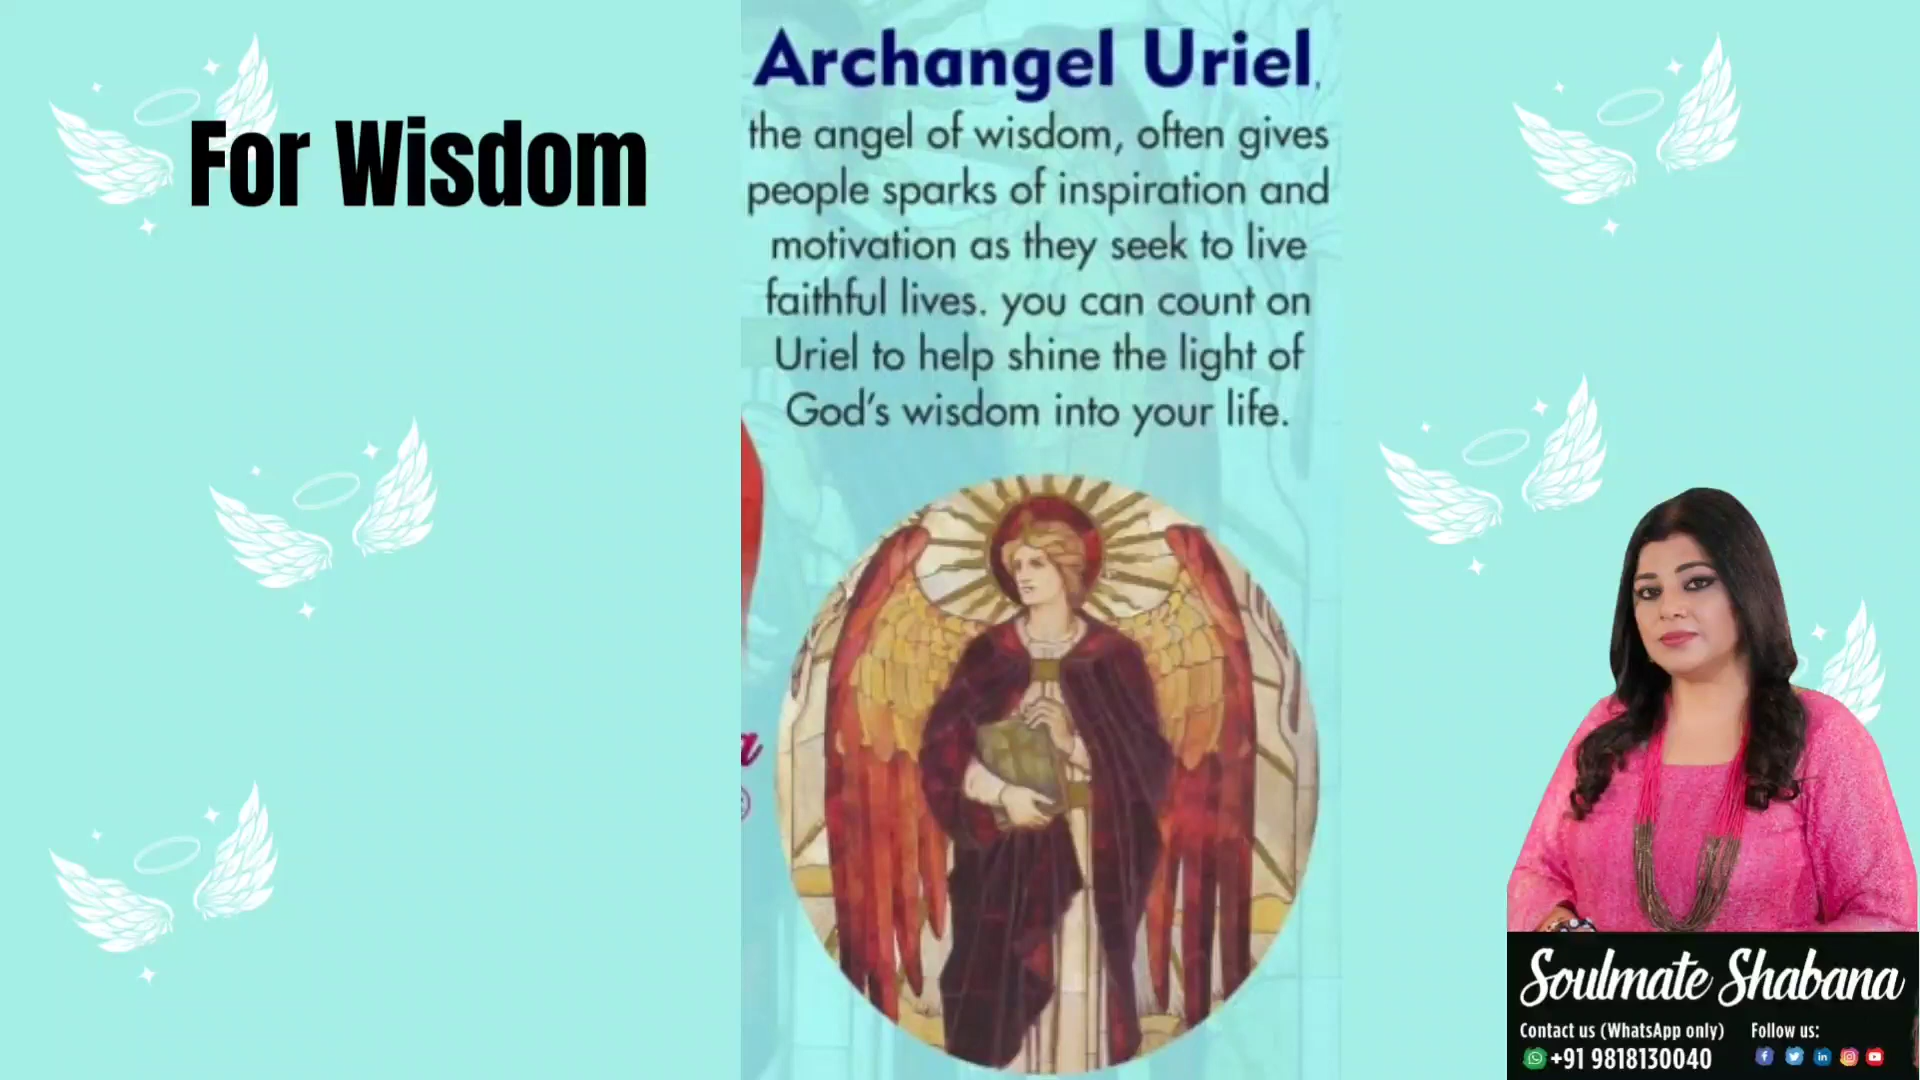 For Wisdom
Archangel Uriel,
the angel of wisdom, often gives
people sparks of inspiration and
motivation as they seek to live
faithful lives. you can count on
Uriel to help shine the light of
God's wisdom into your life.
Soulmate Shabana
Contact us (WhatsApp only)
+91 9818130040
Follow us: